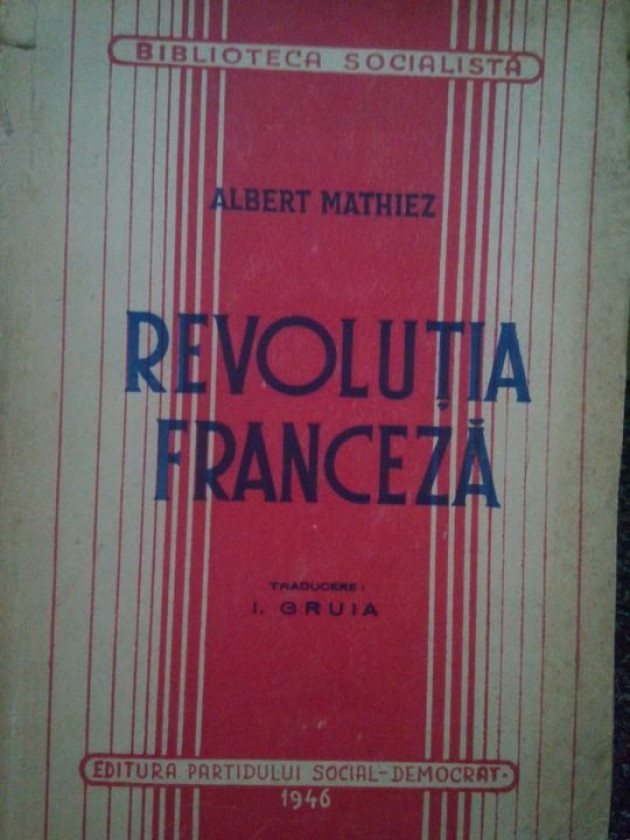 BIBLIOTECA SOCIALISTĂ
ALBERT MATHIEZ
REVOLUȚIA
FRANCEZĂ
TRADUCERE:
I. GRUIA
EDITURA PARTIDULUI SOCIAL-DEMOCRAT.
1946